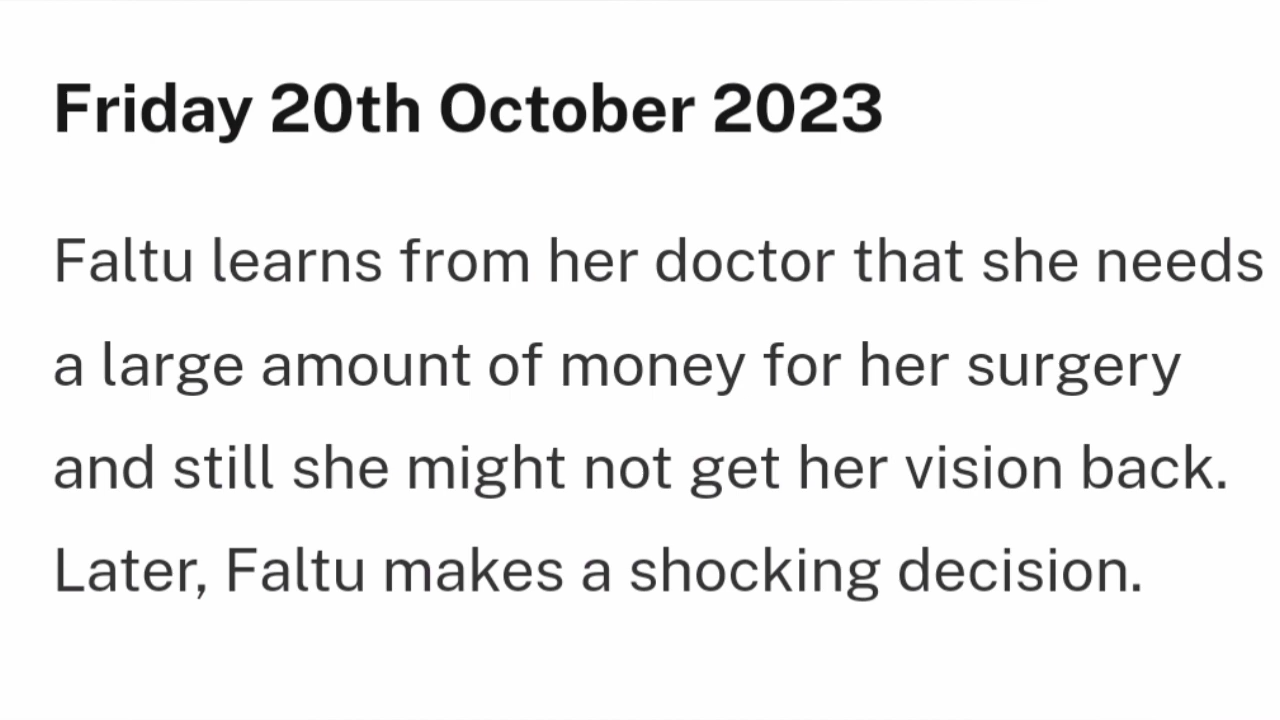 Friday 20th October 2023
Faltu learns from her doctor that she needs
a large amount of money for her surgery
and still she might not get her vision back.
Later, Faltu makes a shocking decision.